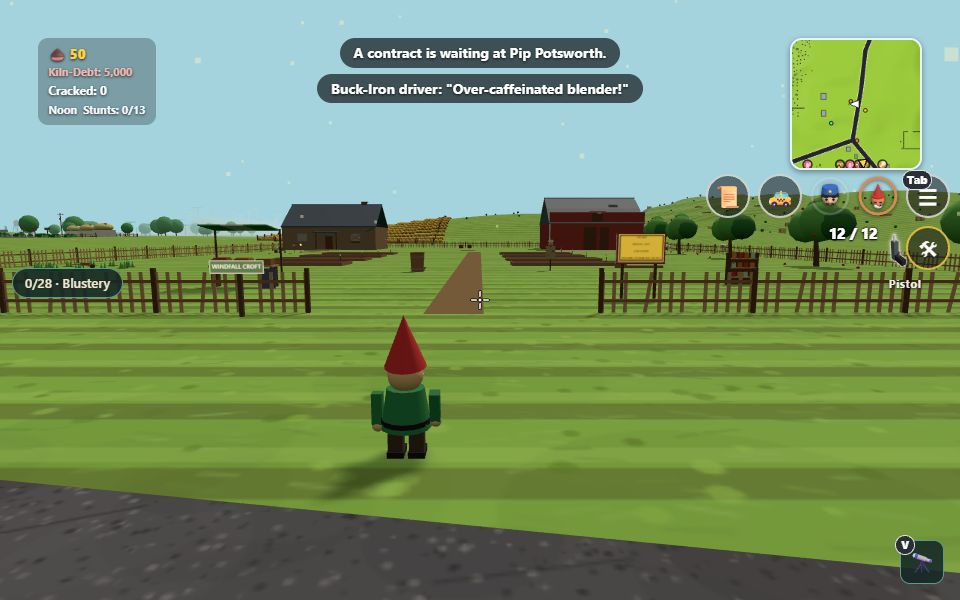 50
Kiln-Debt: 5,000
Cracked: 0
Noon Stunts: 0/13
A contract is waiting at Pip Potsworth.
Buck-Iron driver: "Over-caffeinated blender!"
Tab
12 / 12
Pistol
WINDFALL CROFT
0/28 · Blustery
V